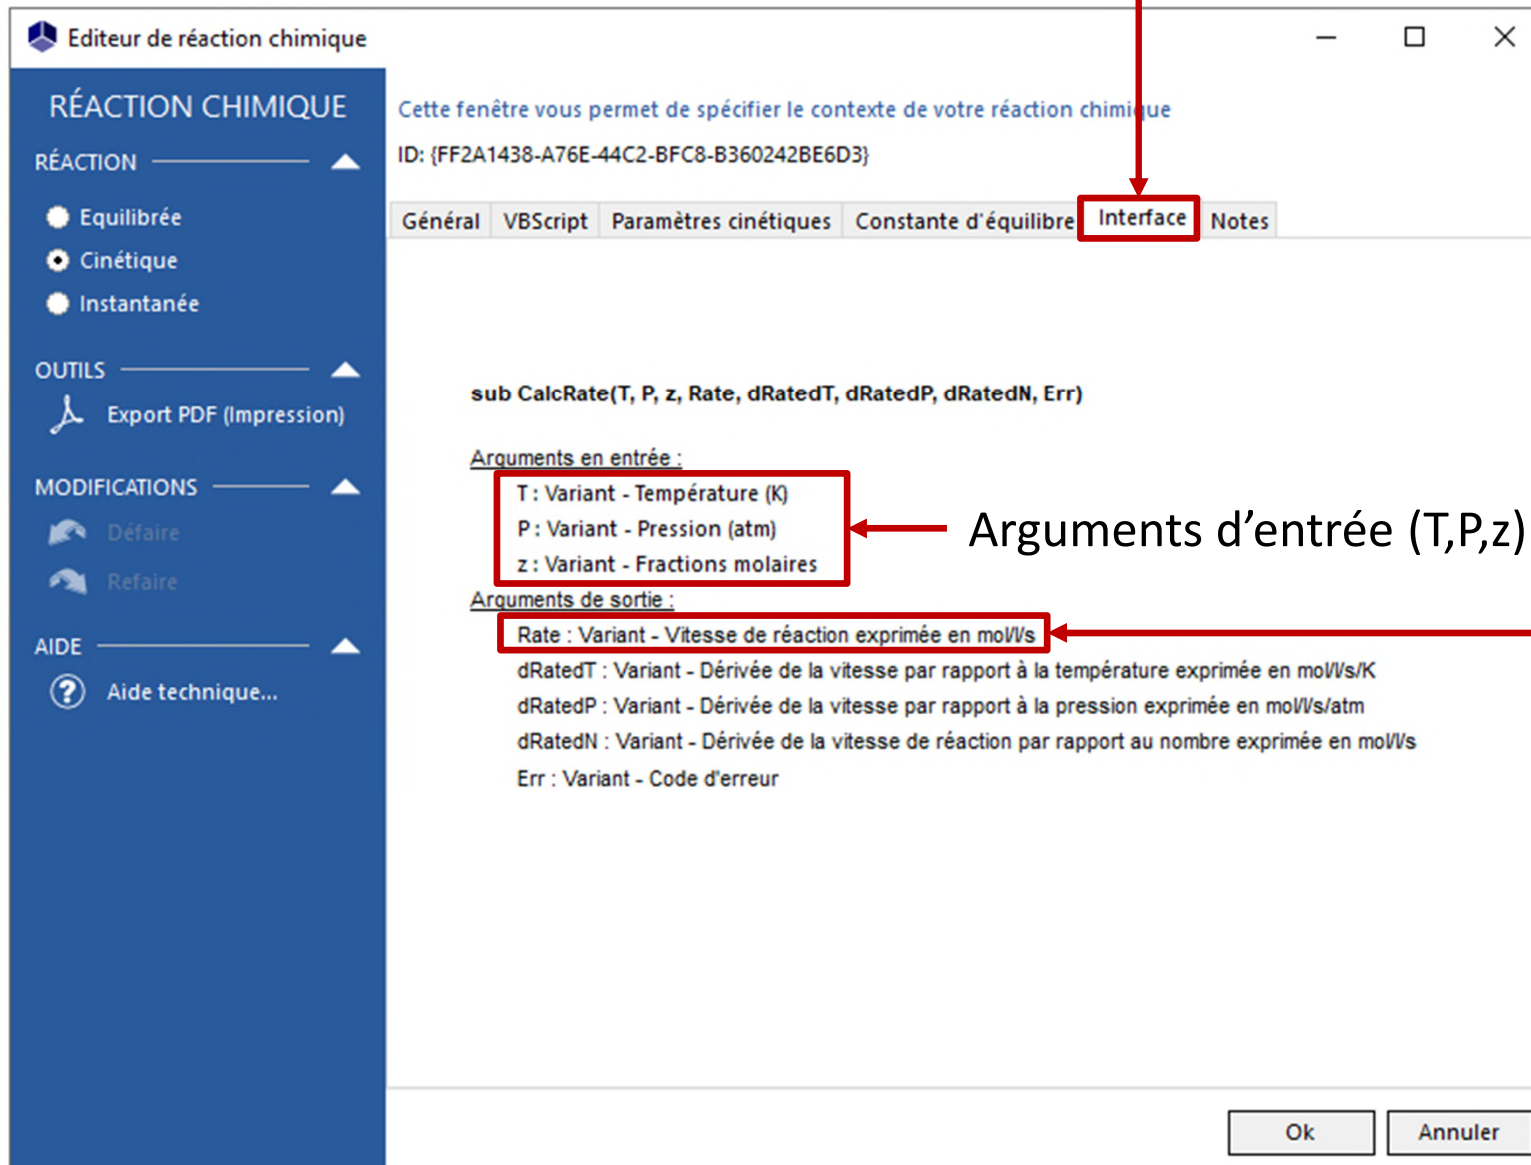 Editeur de réaction chimique
RÉACTION CHIMIQUE
RÉACTION
Equilibrée
Cinétique
Instantanée
OUTILS
Export PDF (Impression)
MODIFICATIONS
Défaire
Refaire
AIDE
Aide technique...
Cette fenêtre vous permet de spécifier le contexte de votre réaction chimique
ID: {FF2A1438-A76E-44C2-BFC8-B360242BE6D3}
Général VBScript Paramètres cinétiques Constante d'équilibre Interface Notes
sub CalcRate(T, P, z, Rate, dRatedT, dRatedP, dRatedN, Err)
Arguments en entrée :
T : Variant - Température (K)
P : Variant - Pression (atm)
z : Variant - Fractions molaires
Arguments d'entrée (T,P,z)
Arguments de sortie :
Rate : Variant - Vitesse de réaction exprimée en mol/l/s
dRatedT : Variant - Dérivée de la vitesse par rapport à la température exprimée en mol/l/s/K
dRatedP : Variant - Dérivée de la vitesse par rapport à la pression exprimée en mol/l/s/atm
dRatedN : Variant - Dérivée de la vitesse de réaction par rapport au nombre exprimée en mol/l/s
Err : Variant - Code d'erreur
Ok
Annuler